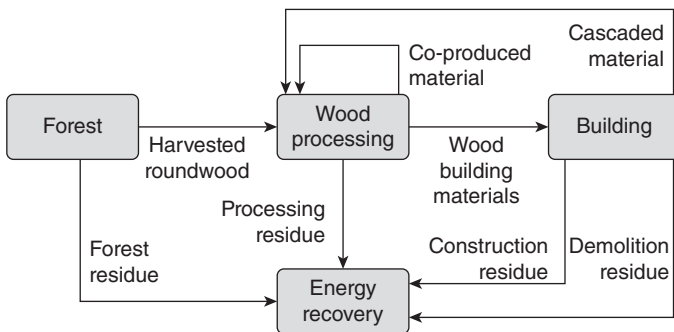 Cascaded
material
Co-produced
material
Forest
Wood
processing
Building
Harvested
roundwood
Wood
building
materials
Processing
residue
Forest
residue
Construction
residue
Demolition
residue
Energy
recovery